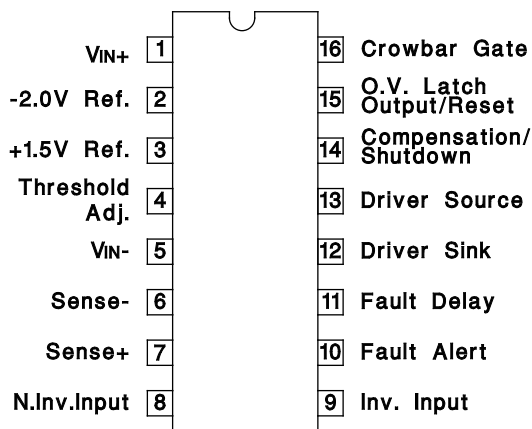 VIN+ 1 16 Crowbar Gate
-2.0V Ref. 2 15 O.V. Latch
Output/Reset
+1.5V Ref. 3 14 Compensation/
Shutdown
Threshold
Adj. 4 13 Driver Source
VIN- 5 12 Driver Sink
Sense- 6 11 Fault Delay
Sense+ 7 10 Fault Alert
N.Inv.Input 8 9 Inv. Input